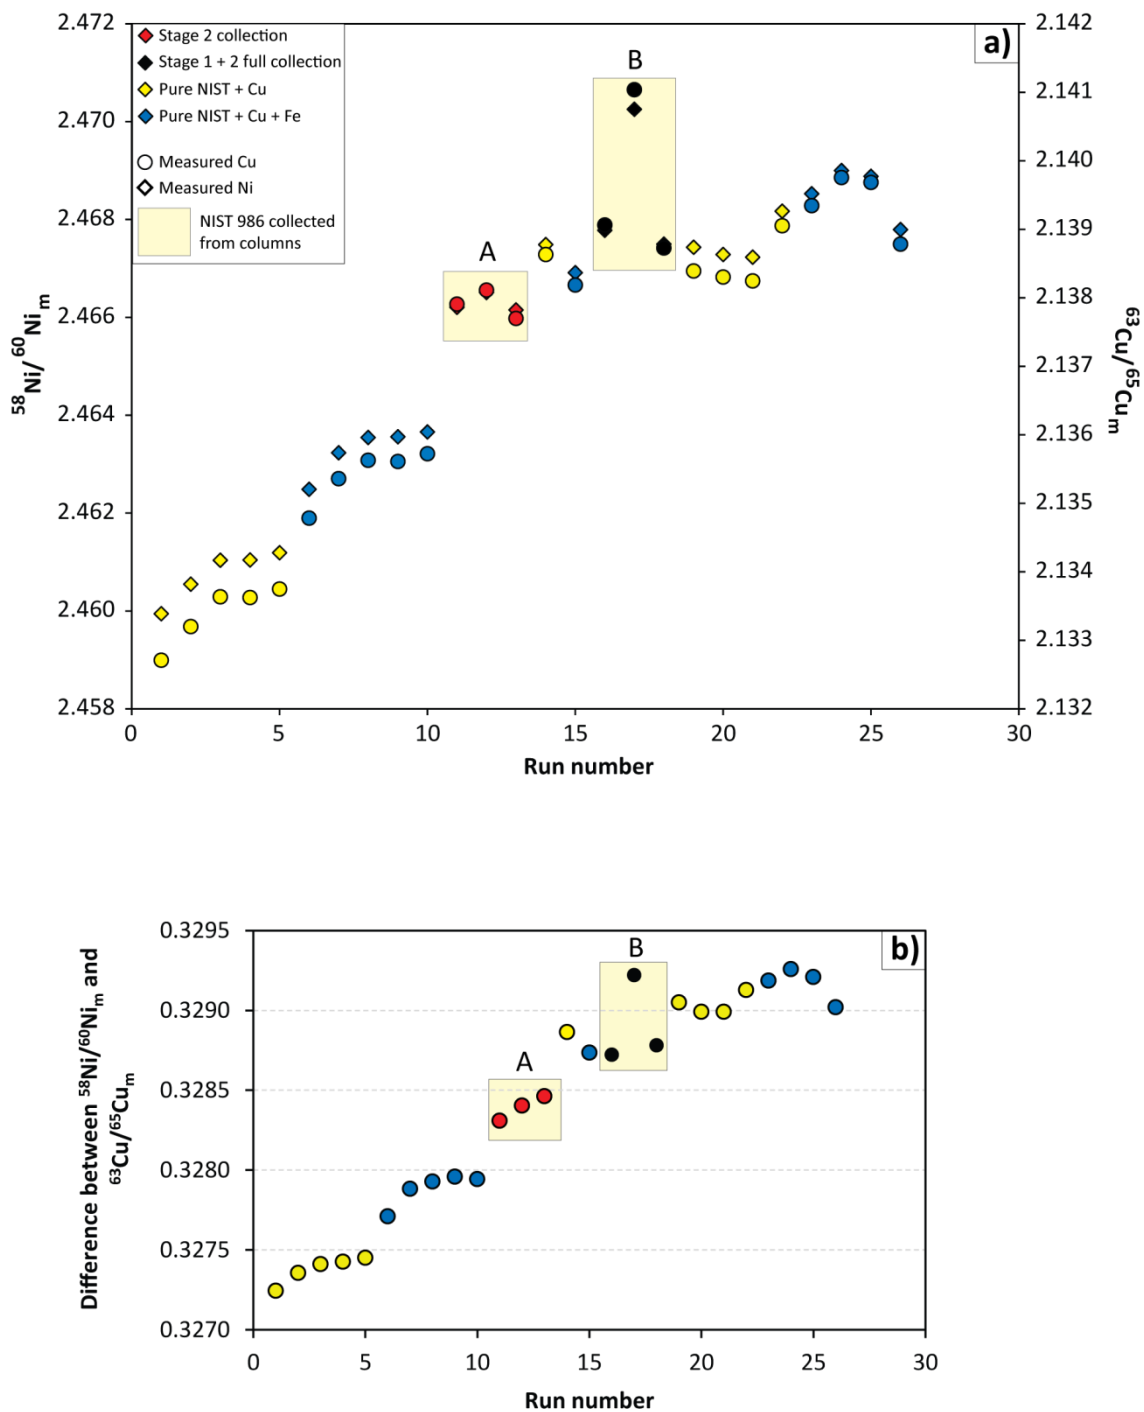 a)
Stage 2 collection
Stage 1 + 2 full collection
Pure NIST + Cu
Pure NIST + Cu + Fe
Measured Cu
Measured Ni
NIST 986 collected
from columns
A
B
2.472
2.470
2.468
2.466
2.464
2.462
2.460
2.458
⁵⁸Ni/ ⁶⁰Niₘ
2.142
2.141
2.140
2.139
2.138
2.137
2.136
2.135
2.134
2.133
2.132
⁶³Cu/⁶⁵Cuₘ
0 5 10 15 20 25 30
Run number
b)
A
B
0.3295
0.3290
0.3285
0.3280
0.3275
0.3270
Difference between ⁵⁸Ni/⁶⁰Niₘ and
⁶³Cu/⁶⁵Cuₘ
0 5 10 15 20 25 30
Run number